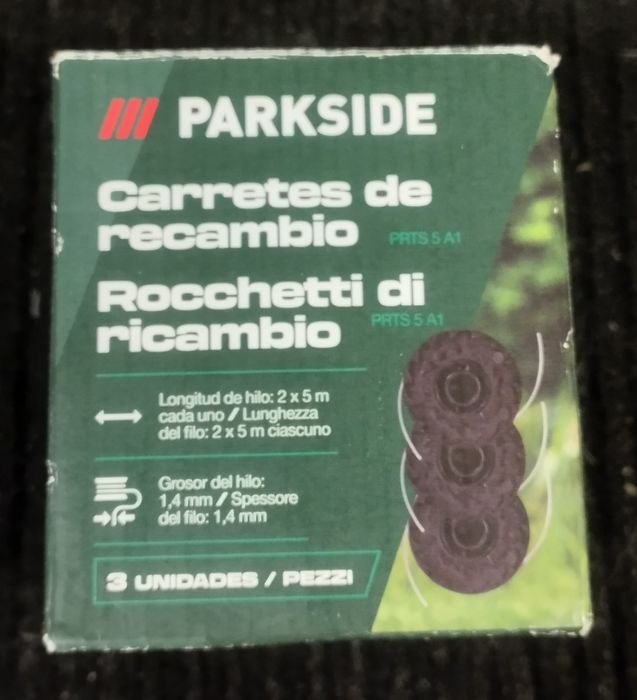 PARKSIDE
Carretes de
recambio PRTS 5 A1
Rocchetti di
ricambio PRTS 5 A1
Longitud de hilo: 2 x 5 m
cada uno / Lunghezza
del filo: 2 x 5 m ciascuno
Grosor del hilo:
1,4 mm / Spessore
del filo: 1,4 mm
3 UNIDADES / PEZZI